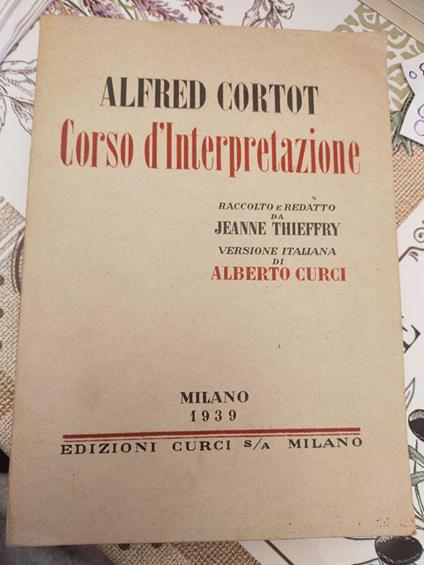 ALFRED CORTOT
Corso d'Interpretazione
RACCOLTO E REDATTO
DA
JEANNE THIEFFRY
VERSIONE ITALIANA
DI
ALBERTO CURCI
MILANO
1939
EDIZIONI CURCI S/A MILANO